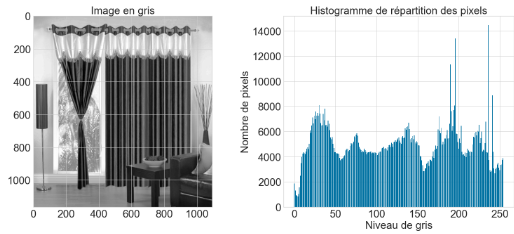 Image en gris
0
200
400
600
800
1000
0 200 400 600 800 1000
Histogramme de répartition des pixels
14000
12000
10000
8000
6000
4000
2000
0
Nombre de pixels
0 50 100 150 200 250
Niveau de gris